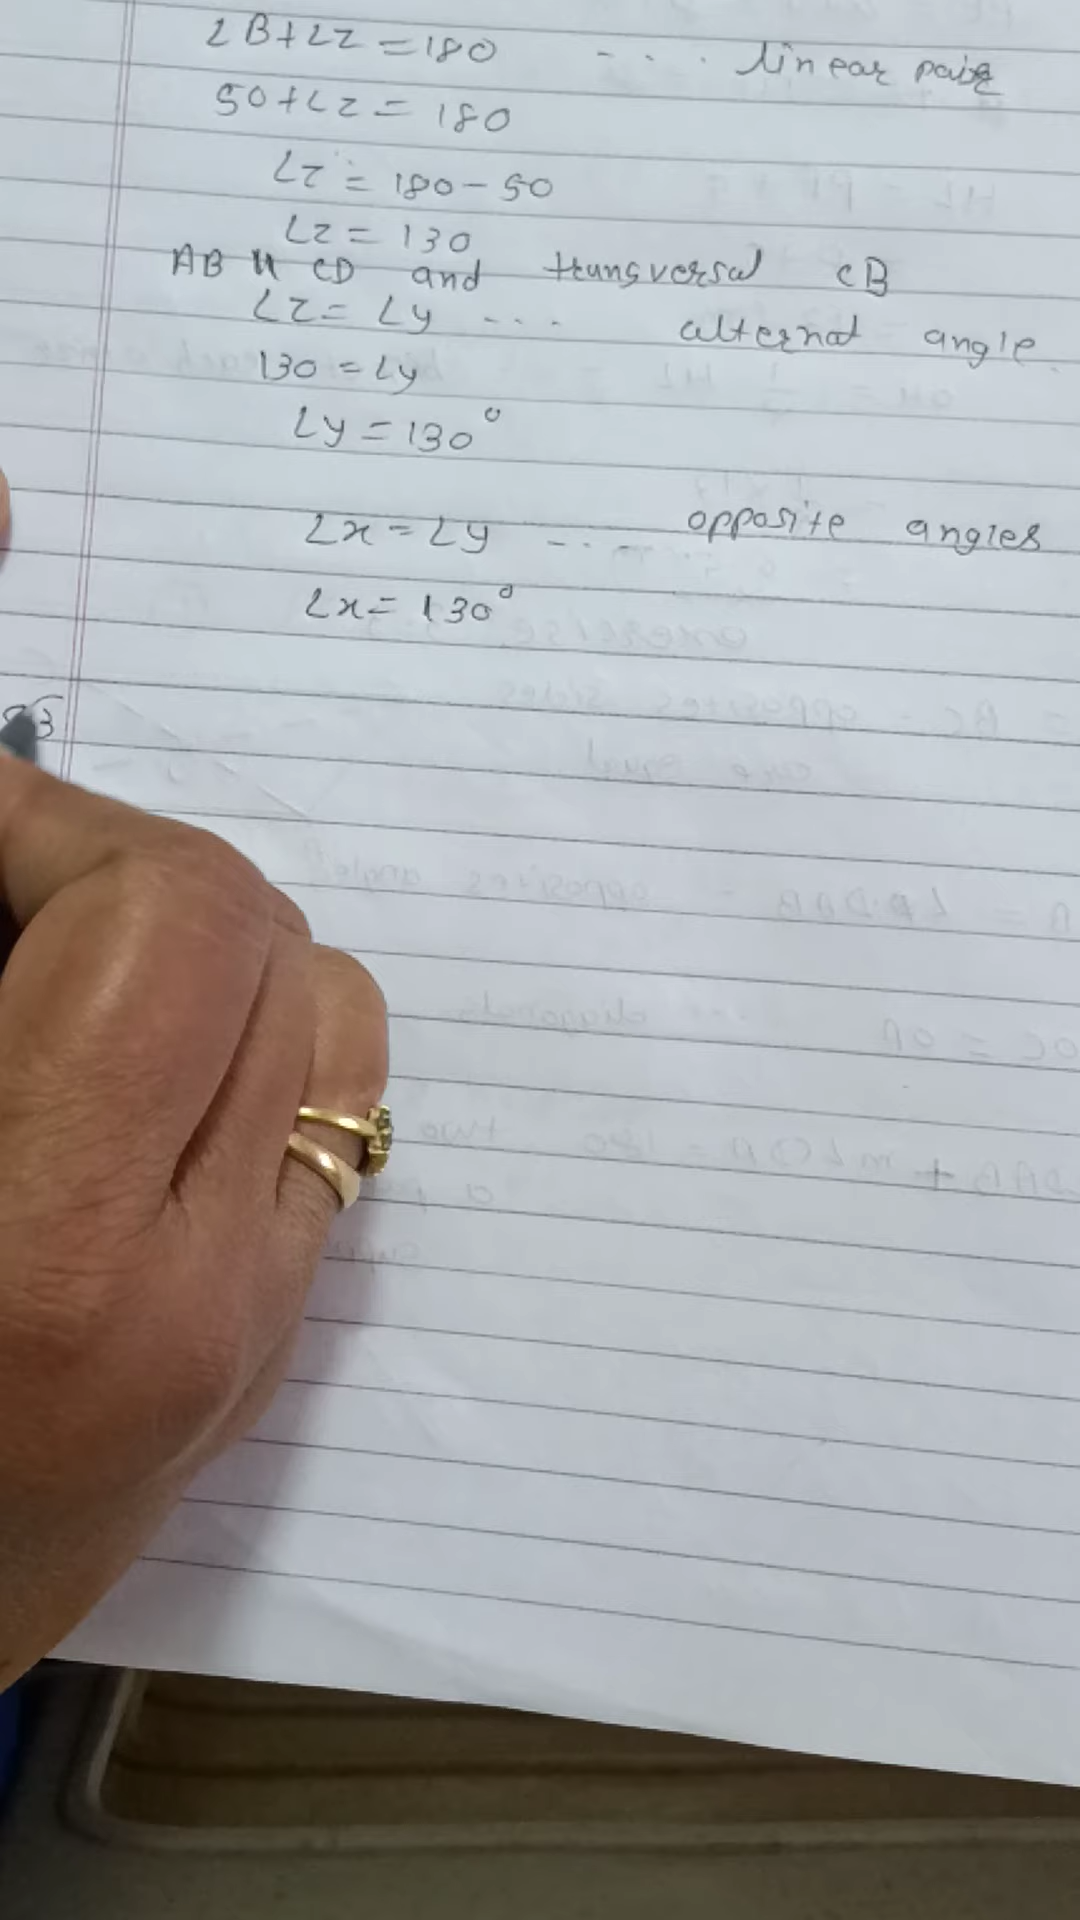 ∠B+∠z = 180 .... linear pair
50+∠z = 180
∠z = 180-50
∠z = 130
AB || CD and transversal CB
∠z = ∠y ... alternat angle.
130 = ∠y
∠y = 130°
∠x = ∠y ... opposite angles
∠x = 130°